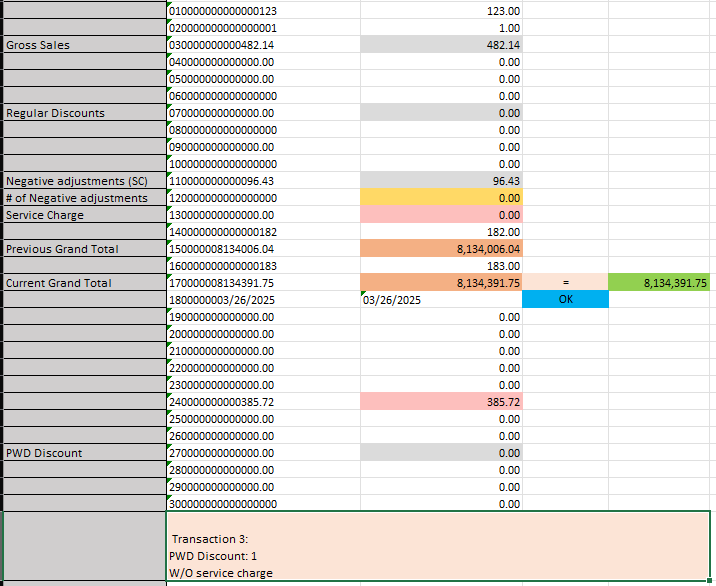 010000000000000123 123.00
020000000000000001 1.00
Gross Sales 030000000000482.14 482.14
040000000000000.00 0.00
050000000000000.00 0.00
060000000000000000 0.00
Regular Discounts 070000000000000.00 0.00
080000000000000000 0.00
090000000000000.00 0.00
100000000000000000 0.00
Negative adjustments (SC) 110000000000096.43 96.43
# of Negative adjustments 120000000000000000 0.00
Service Charge 130000000000000.00 0.00
140000000000000182 182.00
Previous Grand Total 150000008134006.04 8,134,006.04
160000000000000183 183.00
Current Grand Total 170000008134391.75 8,134,391.75 = 8,134,391.75
1800000003/26/2025 03/26/2025 OK
190000000000000.00 0.00
200000000000000.00 0.00
210000000000000.00 0.00
220000000000000.00 0.00
230000000000000.00 0.00
240000000000385.72 385.72
250000000000000.00 0.00
260000000000000.00 0.00
PWD Discount 270000000000000.00 0.00
280000000000000.00 0.00
290000000000000.00 0.00
300000000000000000 0.00
Transaction 3:
PWD Discount: 1
W/O service charge